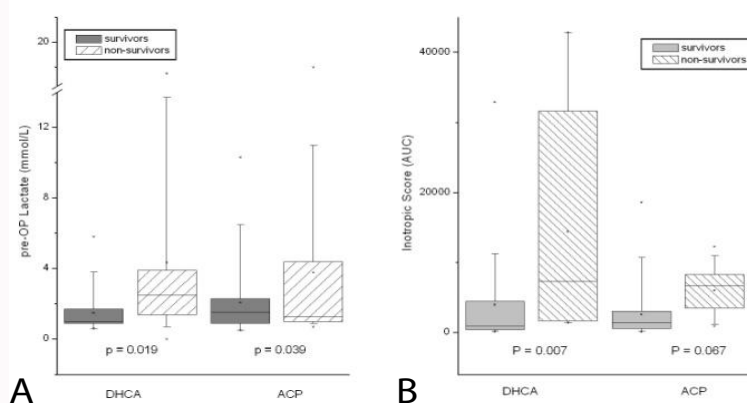 20
survivors
non-survivors
12
8
4
0
pre-OP Lactate (mmol/L)
p = 0.019
p = 0.039
A
DHCA
ACP
40000
survivors
non-survivors
20000
0
Inotropic Score (AUC)
P = 0.007
P = 0.067
B
DHCA
ACP